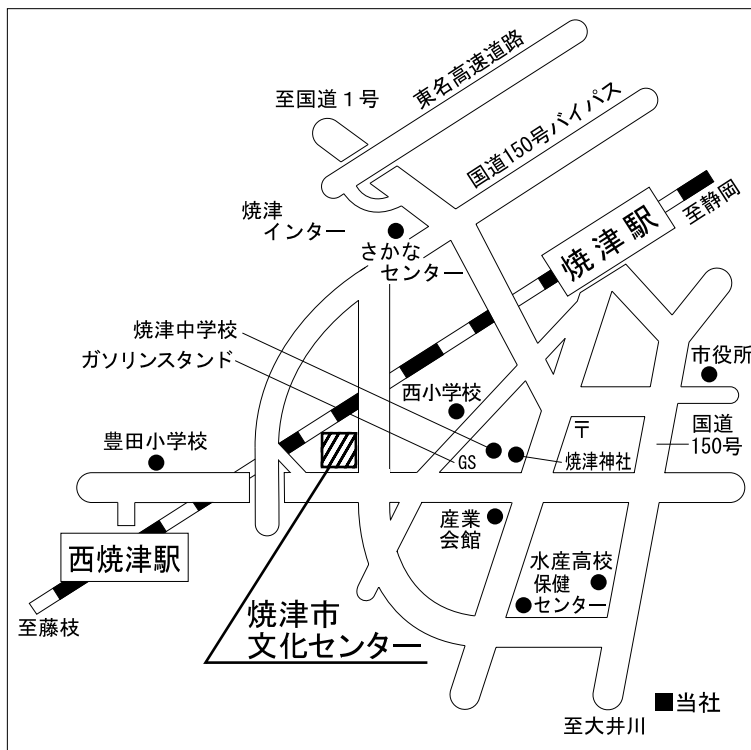 東名高速道路
至国道１号
国道150号バイパス
至静岡
焼津駅
焼津
インター
さかな
センター
焼津中学校
ガソリンスタンド
西小学校
市役所
〒
国道
150号
豊田小学校
GS
焼津神社
産業
会館
西焼津駅
水産高校
保健
センター
焼津市
文化センター
至藤枝
当社
至大井川